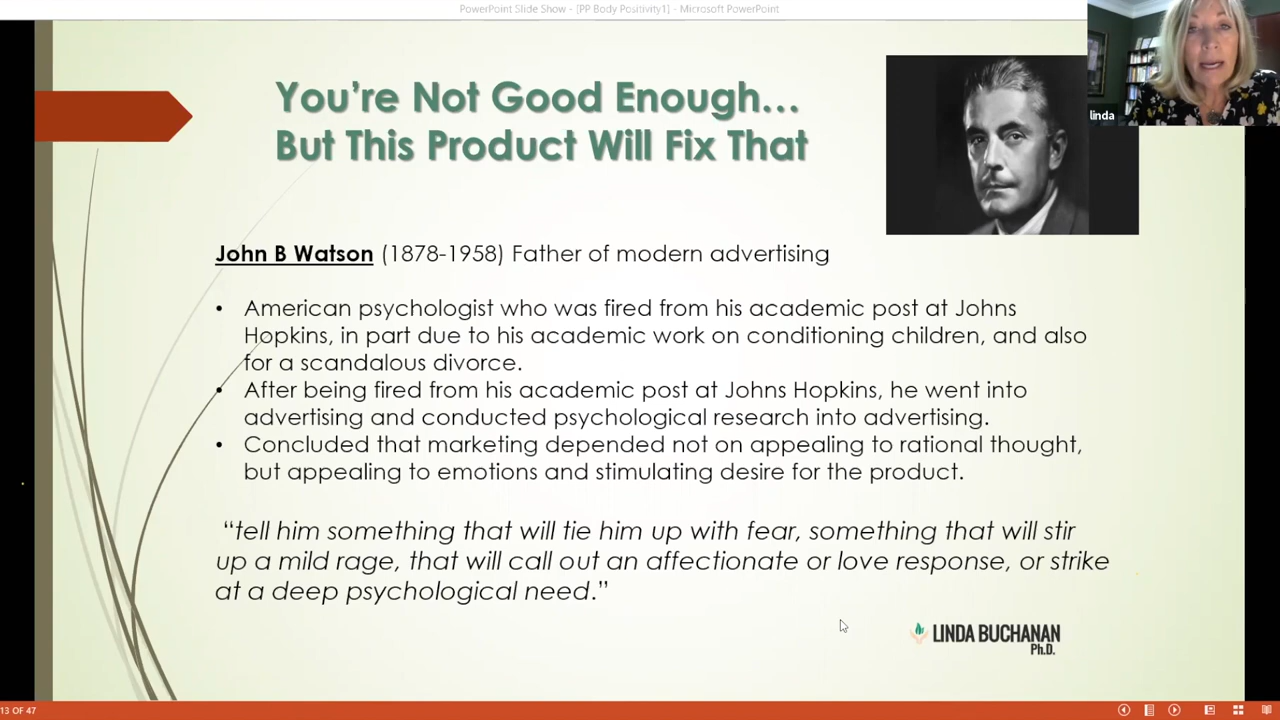 PowerPoint Slide Show - [PP Body Positivity1] - Microsoft PowerPoint
linda
You're Not Good Enough…
But This Product Will Fix That
John B Watson (1878-1958) Father of modern advertising
• American psychologist who was fired from his academic post at Johns
Hopkins, in part due to his academic work on conditioning children, and also
for a scandalous divorce.
• After being fired from his academic post at Johns Hopkins, he went into
advertising and conducted psychological research into advertising.
• Concluded that marketing depended not on appealing to rational thought,
but appealing to emotions and stimulating desire for the product.
“tell him something that will tie him up with fear, something that will stir
up a mild rage, that will call out an affectionate or love response, or strike
at a deep psychological need.”
LINDA BUCHANAN
Ph.D.
13 OF 47